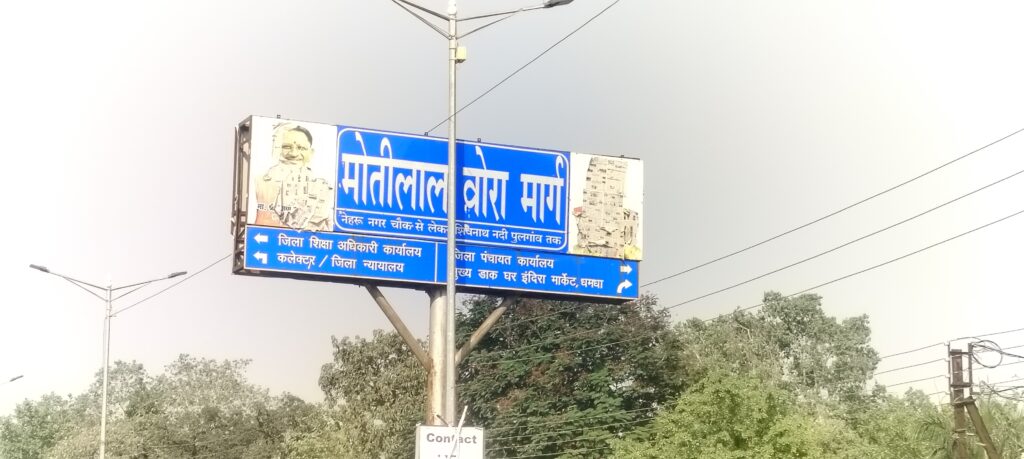 मोतीलाल वोरा मार्ग
नेहरू नगर चौक से लेकर शिवनाथ नदी पुलगांव तक
जिला शिक्षा अधिकारी कार्यालय
कलेक्टर / जिला न्यायालय
जिला पंचायत कार्यालय
मुख्य डाक घर इंदिरा मार्केट, धमधा
Contact